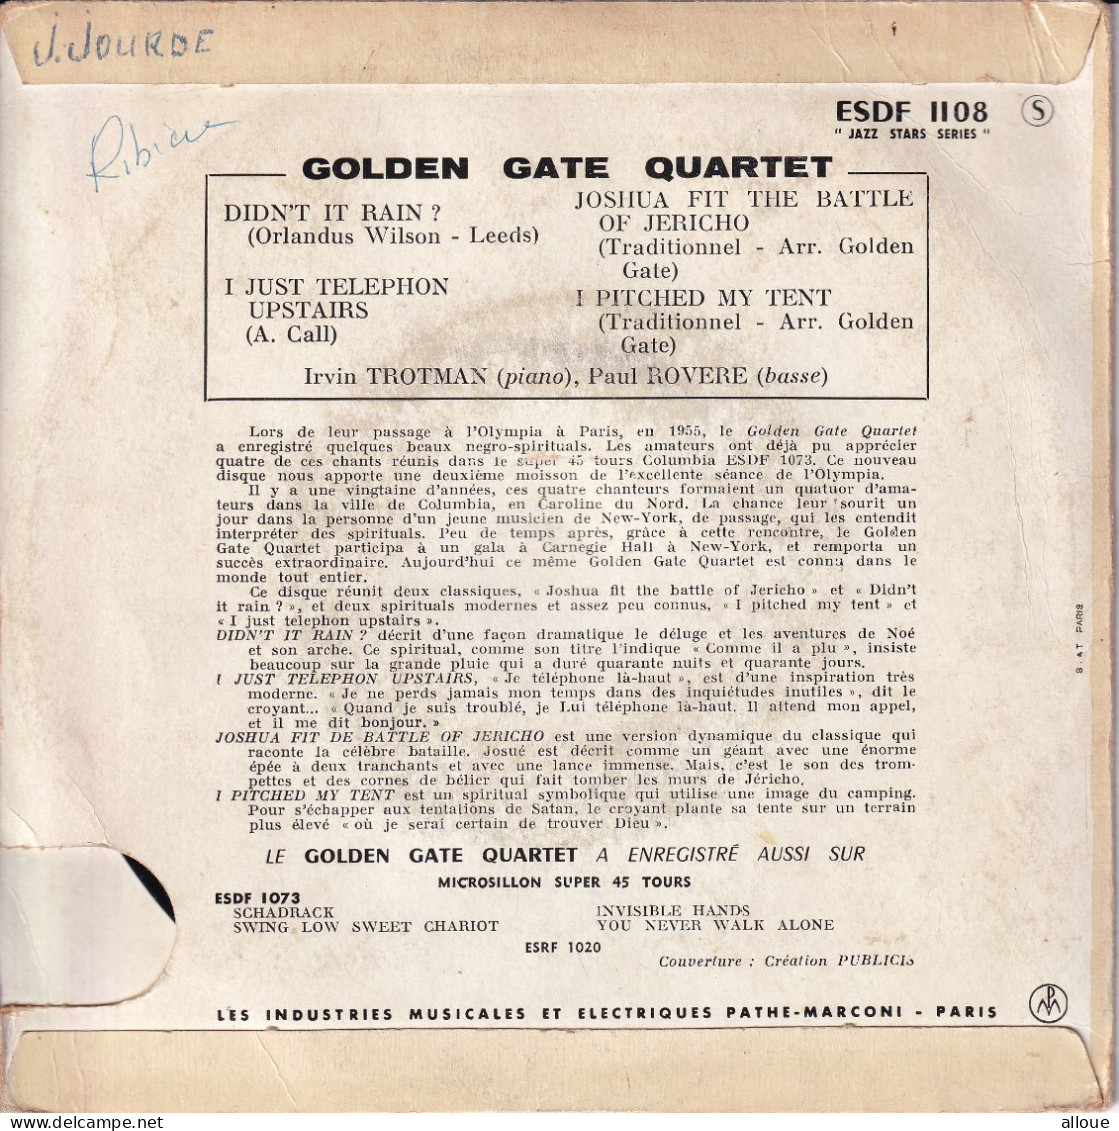 J. JOURDE
ESDF 1108 S
" JAZZ STARS SERIES "
GOLDEN GATE QUARTET
DIDN'T IT RAIN ?
(Orlandus Wilson - Leeds)
I JUST TELEPHON
UPSTAIRS
(A. Call)
JOSHUA FIT THE BATTLE
OF JERICHO
(Traditionnel - Arr. Golden
Gate)
I PITCHED MY TENT
(Traditionnel - Arr. Golden
Gate)
Irvin TROTMAN (piano), Paul ROVERE (basse)
Lors de leur passage à l'Olympia à Paris, en 1955, le Golden Gate Quartet
a enregistré quelques beaux negro-spirituals. Les amateurs ont déjà pu apprécier
quatre de ces chants réunis dans le super 45 tours Columbia ESDF 1073. Ce nouveau
disque nous apporte une deuxième moisson de l'excellente séance de l'Olympia.
Il y a une vingtaine d'années, ces quatre chanteurs formaient un quatuor d'ama-
teurs dans la ville de Columbia, en Caroline du Nord. La chance leur sourit un
jour dans la personne d'un jeune musicien de New-York, de passage, qui les entendit
interpréter des spirituals. Peu de temps après, grâce à cette rencontre, le Golden
Gate Quartet participa à un gala à Carnegie Hall à New-York, et remporta un
succès extraordinaire. Aujourd'hui ce même Golden Gate Quartet est connu dans le
monde tout entier.
Ce disque réunit deux classiques, « Joshua fit the battle of Jericho » et « Didn't
it rain ? », et deux spirituals modernes et assez peu connus, « I pitched my tent » et
« I just telephon upstairs ».
DIDN'T IT RAIN ? décrit d'une façon dramatique le déluge et les aventures de Noé
et son arche. Ce spiritual, comme son titre l'indique « Comme il a plu », insiste
beaucoup sur la grande pluie qui a duré quarante nuits et quarante jours.
I JUST TELEPHON UPSTAIRS, « Je téléphone là-haut », est d'une inspiration très
moderne. « Je ne perds jamais mon temps dans des inquiétudes inutiles », dit le
croyant... « Quand je suis troublé, je Lui téléphone là-haut. Il attend mon appel,
et il me dit bonjour. »
JOSHUA FIT DE BATTLE OF JERICHO est une version dynamique du classique qui
raconte la célèbre bataille. Josué est décrit comme un géant avec une énorme
épée à deux tranchants et avec une lance immense. Mais, c'est le son des trom-
pettes et des cornes de bélier qui fait tomber les murs de Jéricho.
I PITCHED MY TENT est un spiritual symbolique qui utilise une image du camping.
Pour s'échapper aux tentations de Satan, le croyant plante sa tente sur un terrain
plus élevé « où je serai certain de trouver Dieu ».
LE GOLDEN GATE QUARTET A ENREGISTRÉ AUSSI SUR
MICROSILLON SUPER 45 TOURS
ESDF 1073
SCHADRACK
SWING LOW SWEET CHARIOT
INVISIBLE HANDS
YOU NEVER WALK ALONE
ESRF 1020
Couverture : Création PUBLICIS
LES INDUSTRIES MUSICALES ET ELECTRIQUES PATHE-MARCONI - PARIS
PM
AT PARIS
alloue